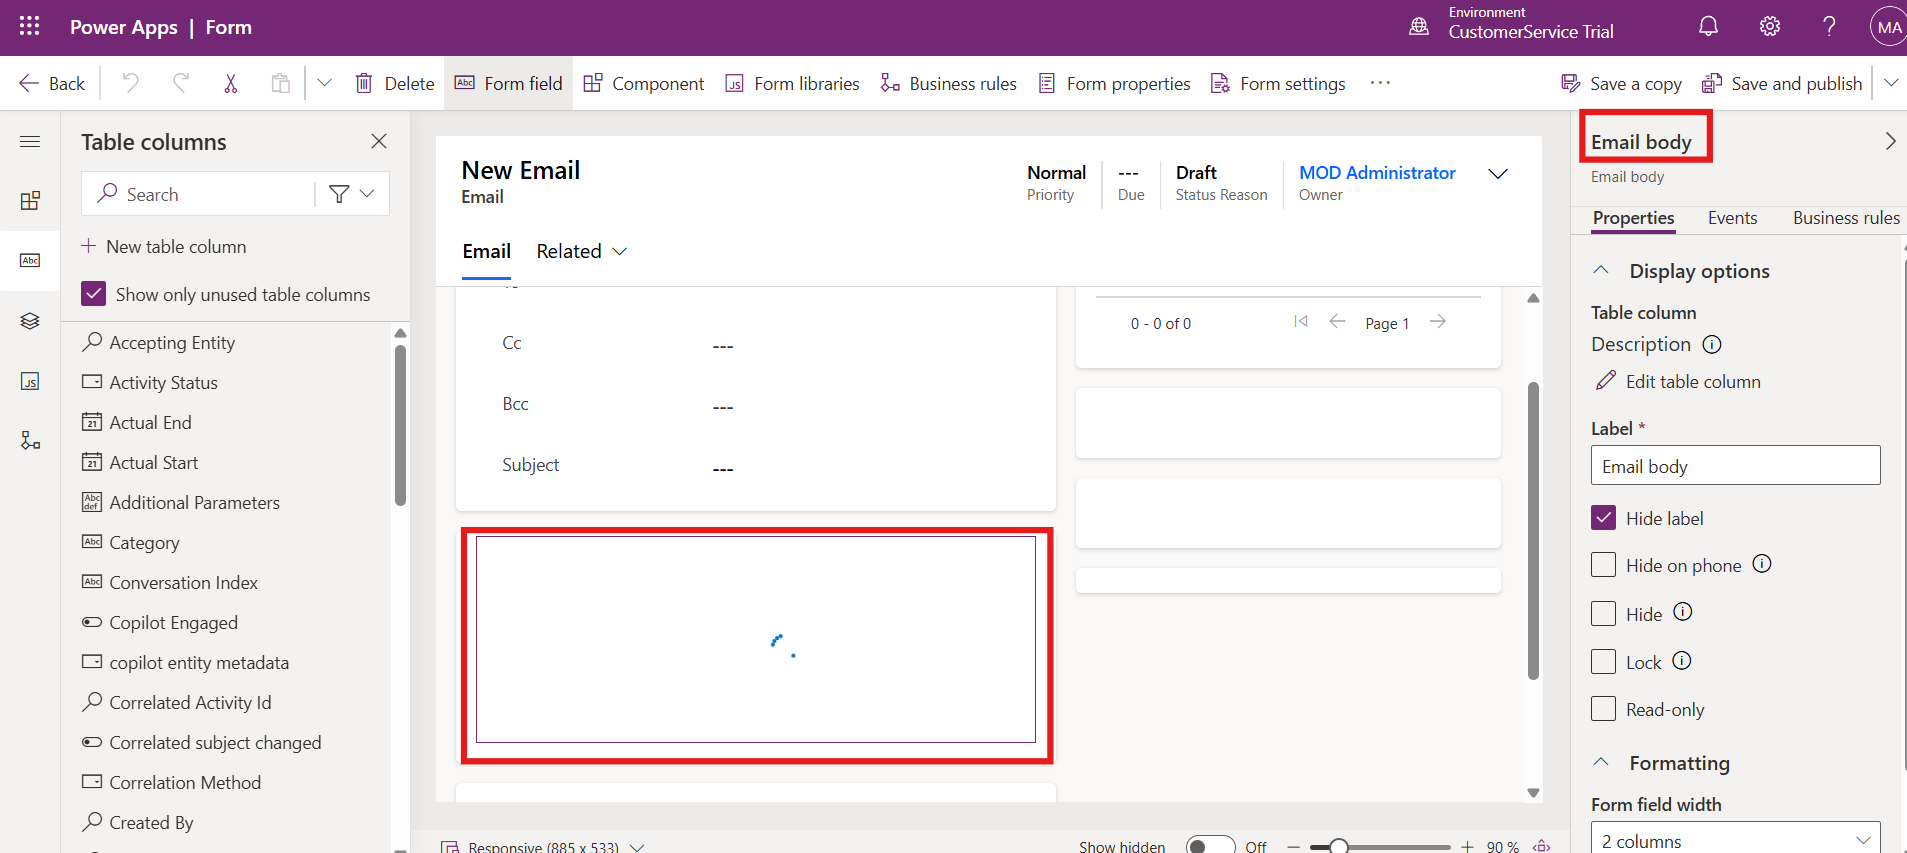 Power Apps | Form
Environment
CustomerService Trial
MA
Back
Delete
Form field
Component
Form libraries
Business rules
Form properties
Form settings
Save a copy
Save and publish
Table columns
Search
New table column
Show only unused table columns
Accepting Entity
Activity Status
Actual End
Actual Start
Additional Parameters
Category
Conversation Index
Copilot Engaged
copilot entity metadata
Correlated Activity Id
Correlated subject changed
Correlation Method
Created By
New Email
Email
Normal
Priority
---
Due
Draft
Status Reason
MOD Administrator
Owner
Email
Related
Cc
---
Bcc
---
Subject
---
0 - 0 of 0
Page 1
Responsive (885 x 533)
Show hidden
Off
90 %
Email body
Email body
Properties
Events
Business rules
Display options
Table column
Description
Edit table column
Label *
Email body
Hide label
Hide on phone
Hide
Lock
Read-only
Formatting
Form field width
2 columns